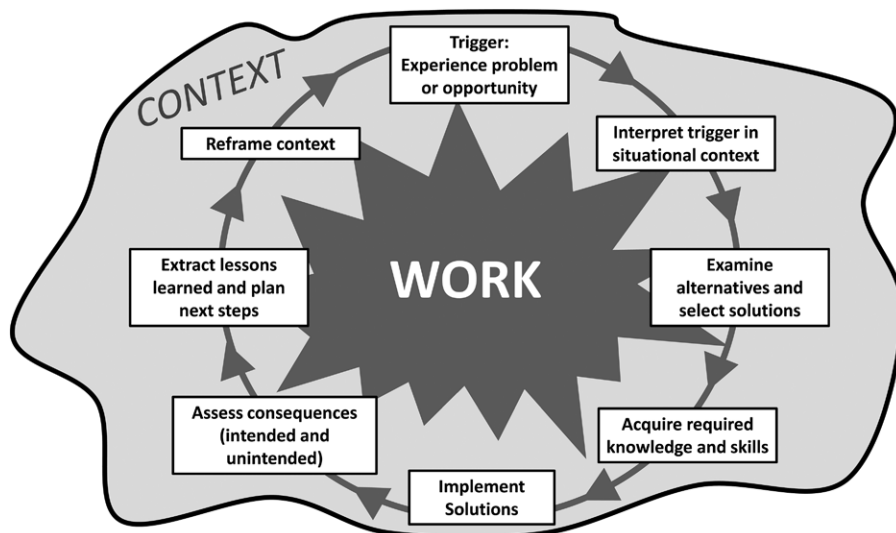 CONTEXT
Trigger:
Experience problem
or opportunity
Interpret trigger in
situational context
Examine
alternatives and
select solutions
Acquire required
knowledge and skills
Implement
Solutions
Assess consequences
(intended and
unintended)
Extract lessons
learned and plan
next steps
Reframe context
WORK